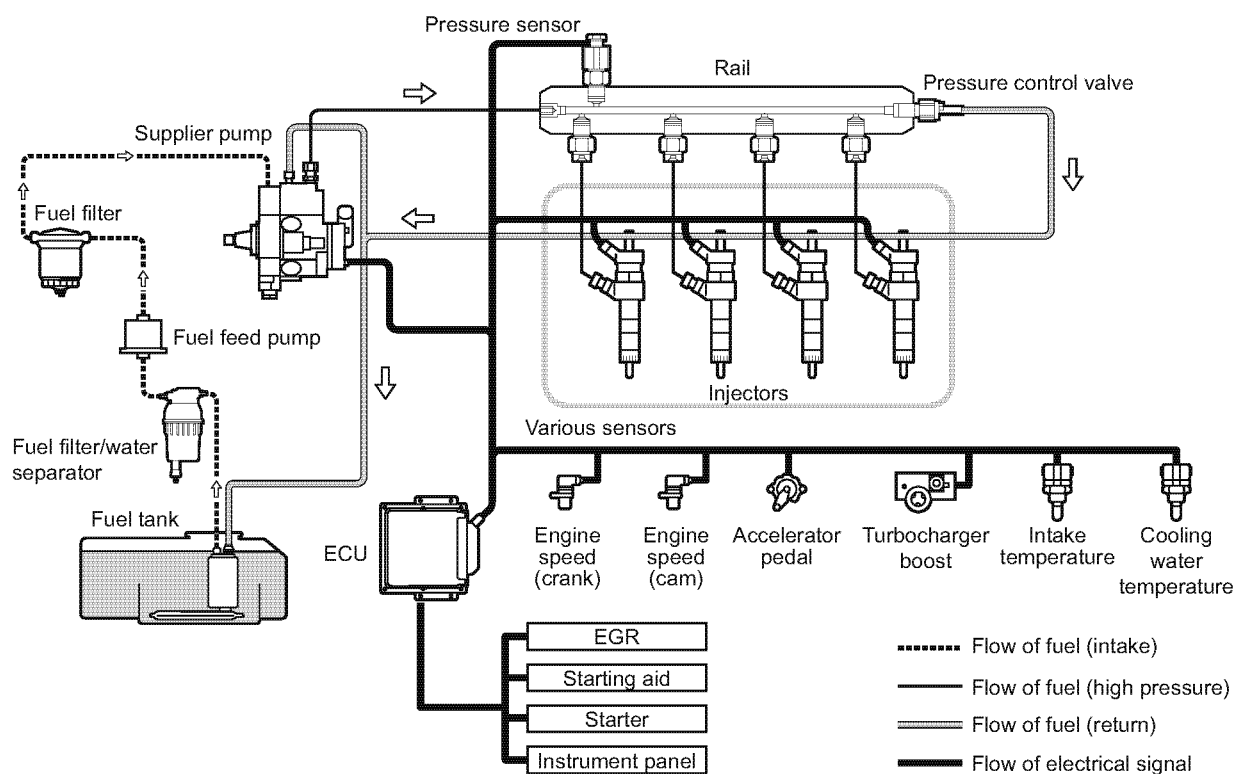 Pressure sensor
Rail
Pressure control valve
Supplier pump
Fuel filter
Fuel feed pump
Injectors
Fuel filter/water
separator
Various sensors
Fuel tank
ECU
Engine
speed
(crank)
Engine
speed
(cam)
Accelerator
pedal
Turbocharger
boost
Intake
temperature
Cooling
water
temperature
EGR
Starting aid
Starter
Instrument panel
Flow of fuel (intake)
Flow of fuel (high pressure)
Flow of fuel (return)
Flow of electrical signal